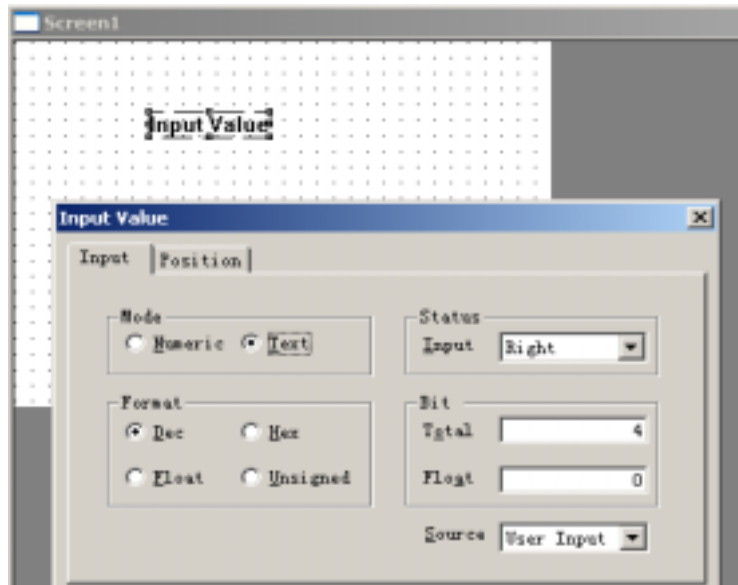 Screen1
Input Value
Input Value
Input Position
Mode
Numeric Text
Status
Input Right
Format
Dec Hex
Float Unsigned
Bit
Total 4
Float 0
Source User Input